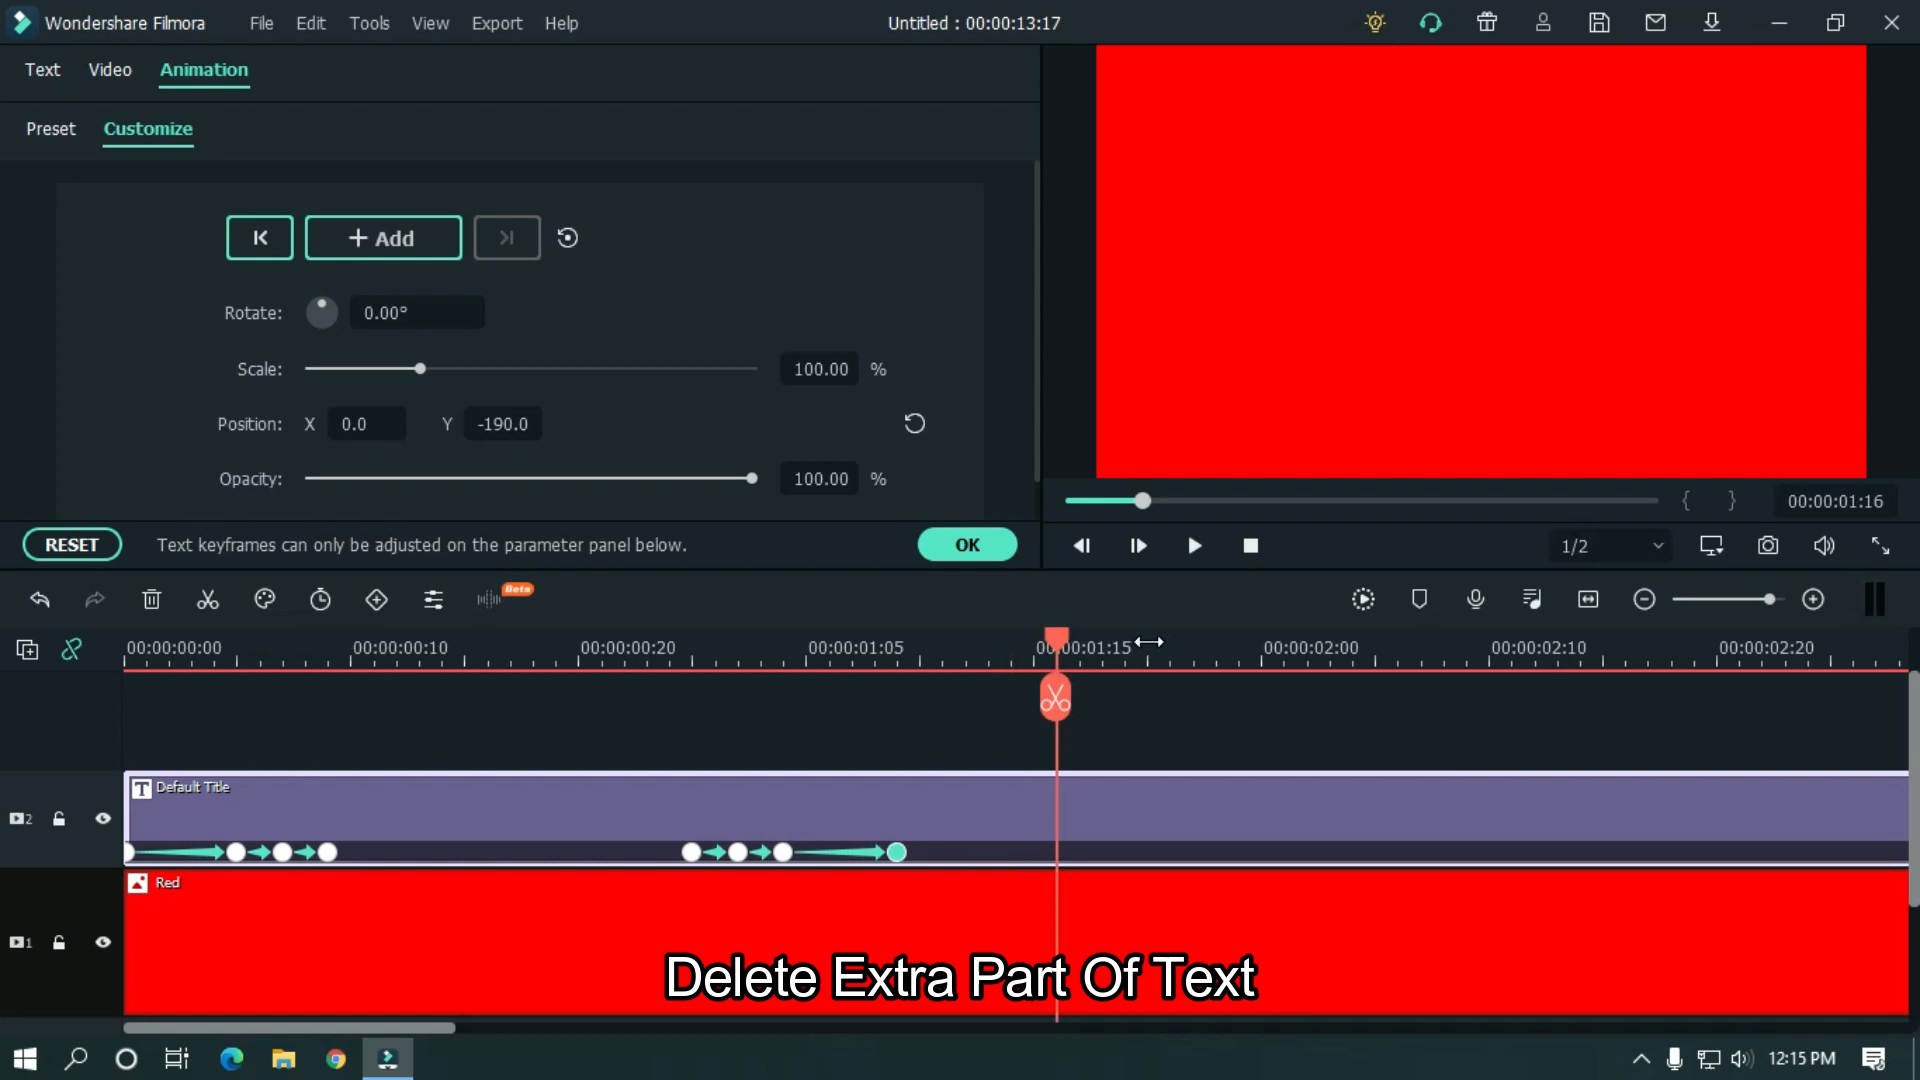 Wondershare Filmora
File Edit Tools View Export Help
Untitled : 00:00:13:17
Text Video Animation
Preset Customize
Add
Rotate: 0.00°
Scale: 100.00 %
Position: X 0.0 Y -190.0
Opacity: 100.00 %
{ } 00:00:01:16
RESET Text keyframes can only be adjusted on the parameter panel below. OK
1/2
Beta
00:00:00:00 00:00:00:10 00:00:00:20 00:00:01:05 00:00:01:15 00:00:02:00 00:00:02:10 00:00:02:20
T Default Title
2
Red
1
Delete Extra Part Of Text
12:15 PM